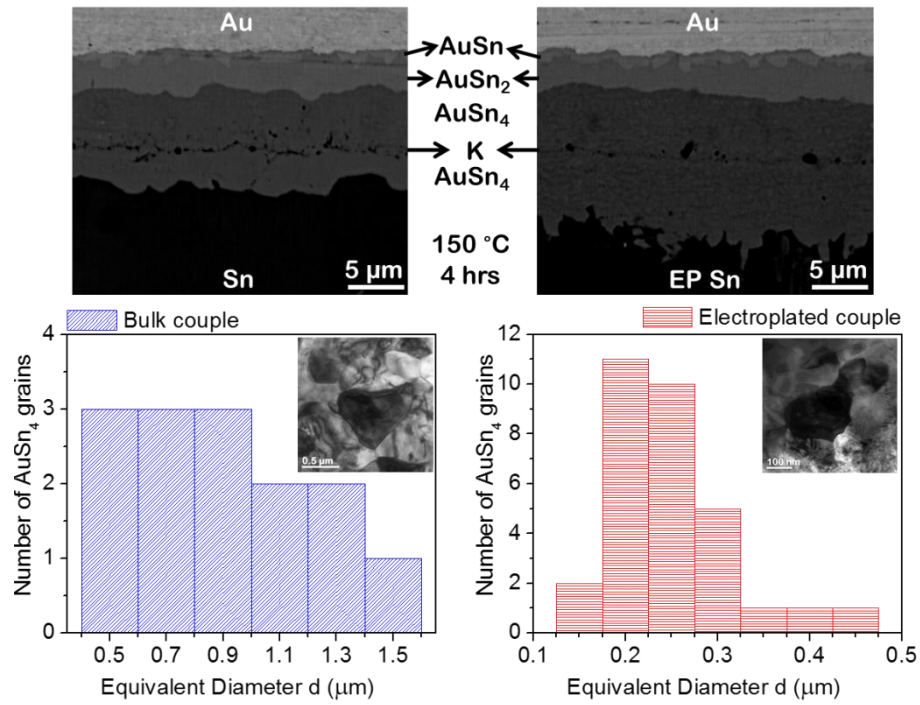 Au
Au
AuSn
AuSn₂
AuSn₄
K
AuSn₄
150 °C
4 hrs
Sn
5 µm
EP Sn
5 µm
Bulk couple
Number of AuSn₄ grains
4
3
2
1
0
0.5 µm
0.5 0.7 0.9 1.1 1.3 1.5
Equivalent Diameter d (µm)
Electroplated couple
Number of AuSn₄ grains
12
10
8
6
4
2
0
100 nm
0.1 0.2 0.3 0.4 0.5
Equivalent Diameter d (µm)